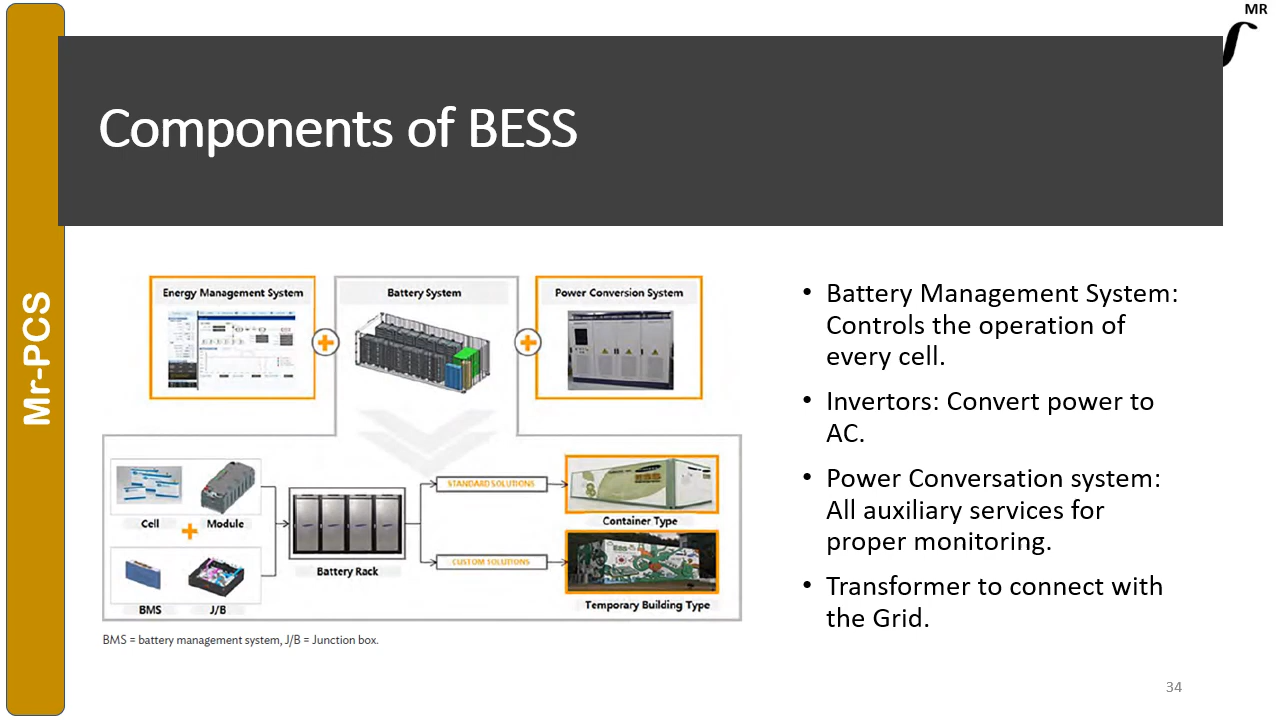 MR
Components of BESS
Mr-PCS
Energy Management System
Battery System
Power Conversion System
STANDARD SOLUTIONS
Container Type
Cell
Module
Battery Rack
CUSTOM SOLUTIONS
BMS
J/B
Temporary Building Type
BMS = battery management system, J/B = Junction box.
• Battery Management System:
Controls the operation of
every cell.
• Invertors: Convert power to
AC.
• Power Conversation system:
All auxiliary services for
proper monitoring.
• Transformer to connect with
the Grid.
34